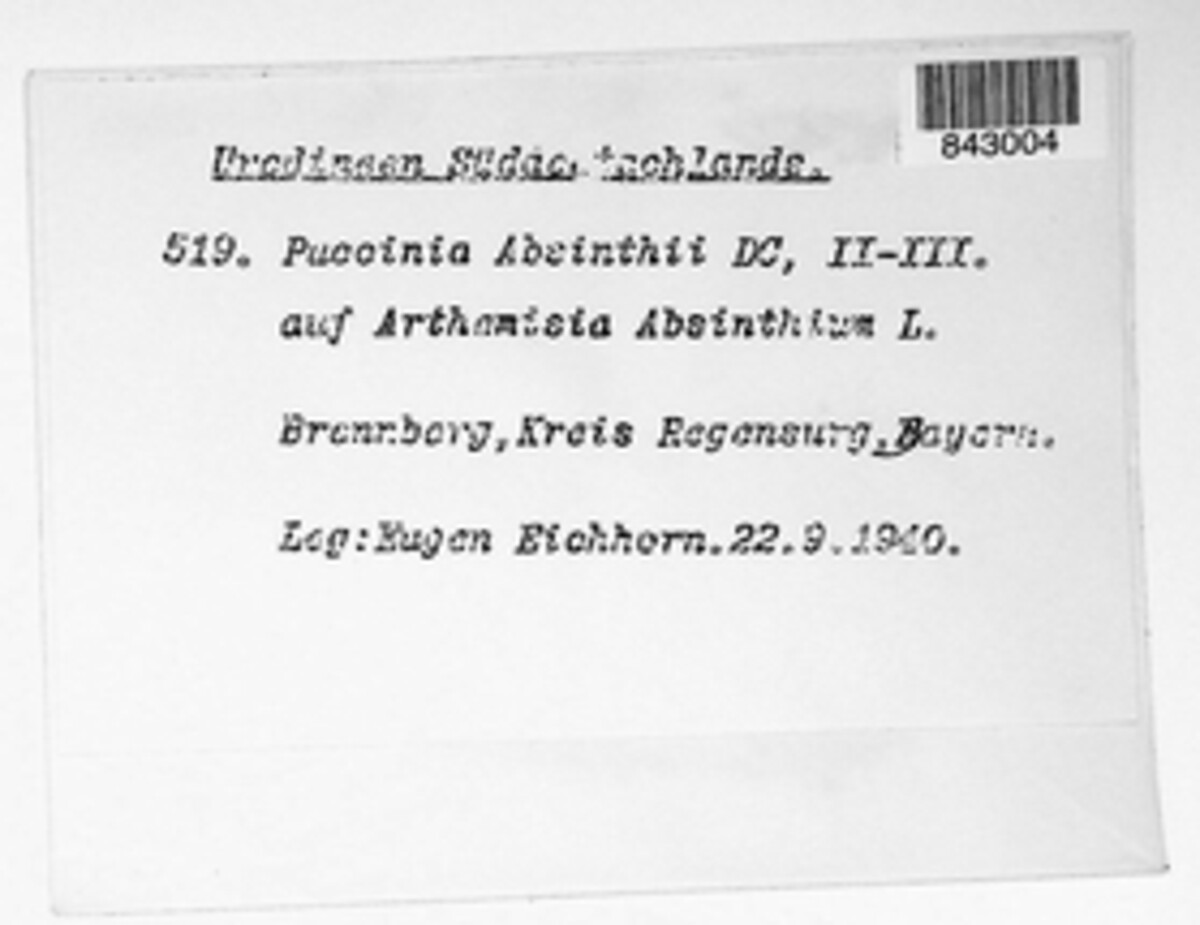 843004
Uredineen Süddeutschlands.
519. Puccinia Absinthii DC, II-III.
auf Arthemisia Absinthium L.
Brennberg,Kreis Regensurg,Bayern.
Leg:Eugen Eichhorn.22.9.1940.